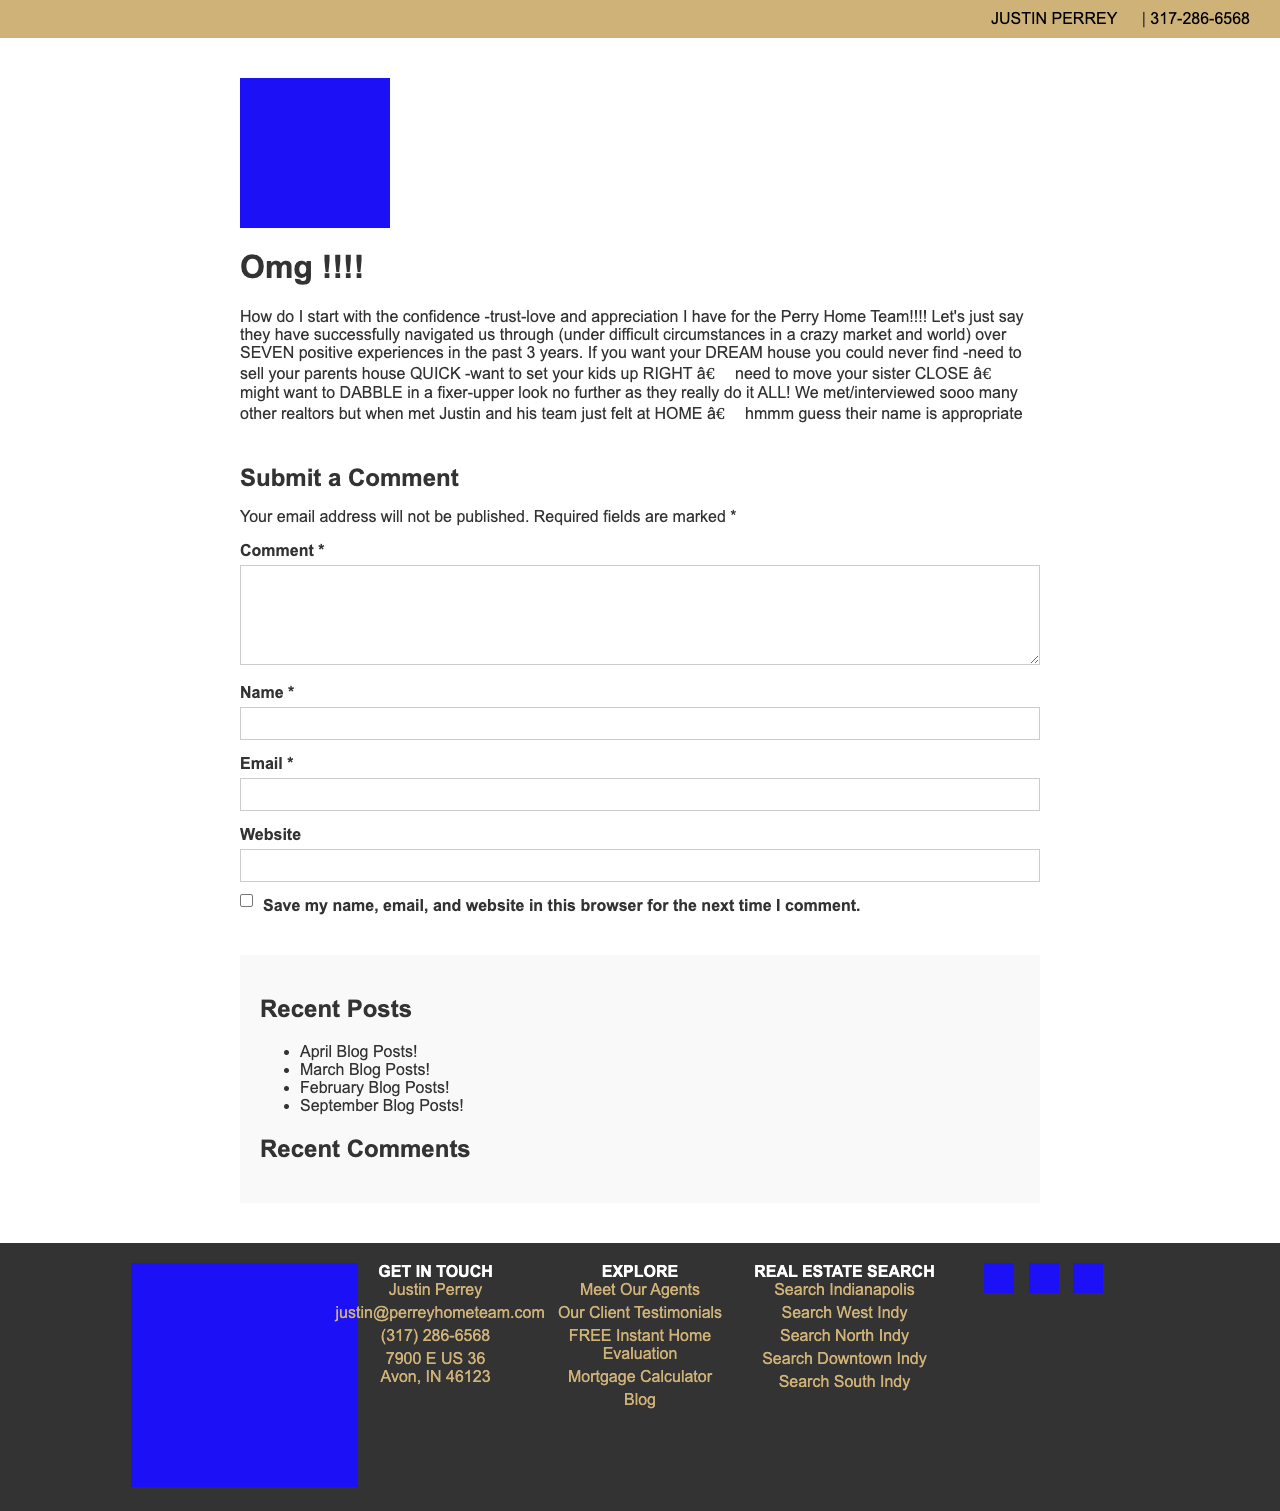 JUSTIN PERREY | 317-286-6568
Omg !!!!
How do I start with the confidence -trust-love and appreciation I have for the Perry Home Team!!!! Let's just say
they have successfully navigated us through (under difficult circumstances in a crazy market and world) over
SEVEN positive experiences in the past 3 years. If you want your DREAM house you could never find -need to
sell your parents house QUICK -want to set your kids up RIGHT â€ need to move your sister CLOSE â€
might want to DABBLE in a fixer-upper look no further as they really do it ALL! We met/interviewed sooo many
other realtors but when met Justin and his team just felt at HOME â€ hmmm guess their name is appropriate
Submit a Comment
Your email address will not be published. Required fields are marked *
Comment *
Name *
Email *
Website
Save my name, email, and website in this browser for the next time I comment.
Recent Posts
• April Blog Posts!
• March Blog Posts!
• February Blog Posts!
• September Blog Posts!
Recent Comments
GET IN TOUCH
Justin Perrey
justin@perreyhometeam.com
(317) 286-6568
7900 E US 36
Avon, IN 46123
EXPLORE
Meet Our Agents
Our Client Testimonials
FREE Instant Home
Evaluation
Mortgage Calculator
Blog
REAL ESTATE SEARCH
Search Indianapolis
Search West Indy
Search North Indy
Search Downtown Indy
Search South Indy